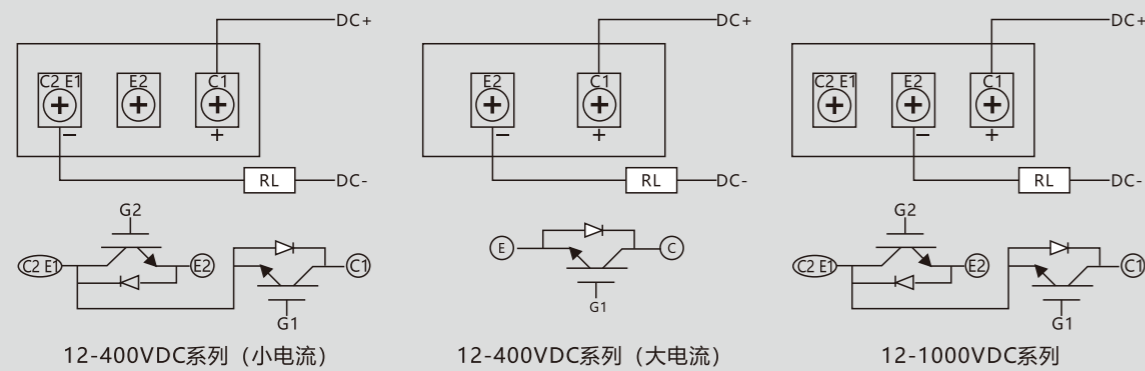 DC+
C2 E1
E2
C1
−
+
RL
DC-
G2
C2 E1
E2
C1
G1
12-400VDC系列（小电流）
DC+
E2
C1
−
+
RL
DC-
E
C
G1
12-400VDC系列（大电流）
DC+
C2 E1
E2
C1
−
+
RL
DC-
G2
C2 E1
E2
C1
G1
12-1000VDC系列